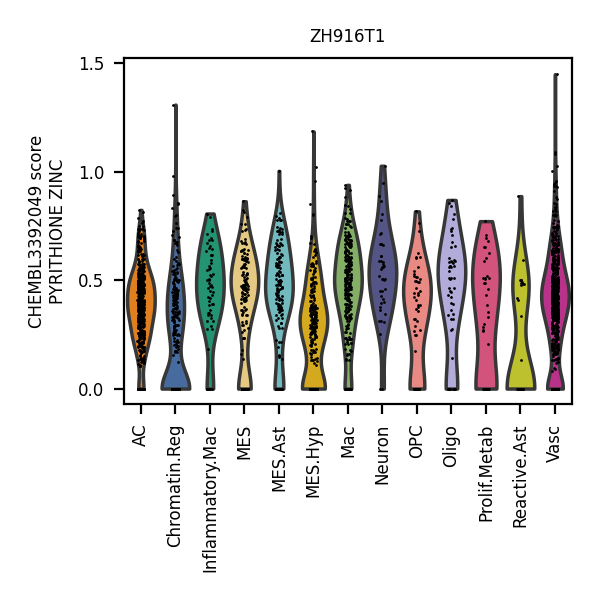 ZH916T1
CHEMBL3392049 score
PYRITHIONE ZINC
1.5
1.0
0.5
0.0
AC
Chromatin.Reg
Inflammatory.Mac
MES
MES.Ast
MES.Hyp
Mac
Neuron
OPC
Oligo
Prolif.Metab
Reactive.Ast
Vasc